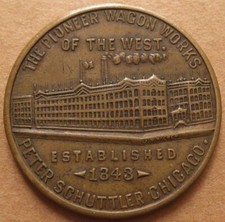 THE PIONEER WAGON WORKS
OF THE WEST.
ESTABLISHED
1843
PETER SCHUTTLER CHICAGO.